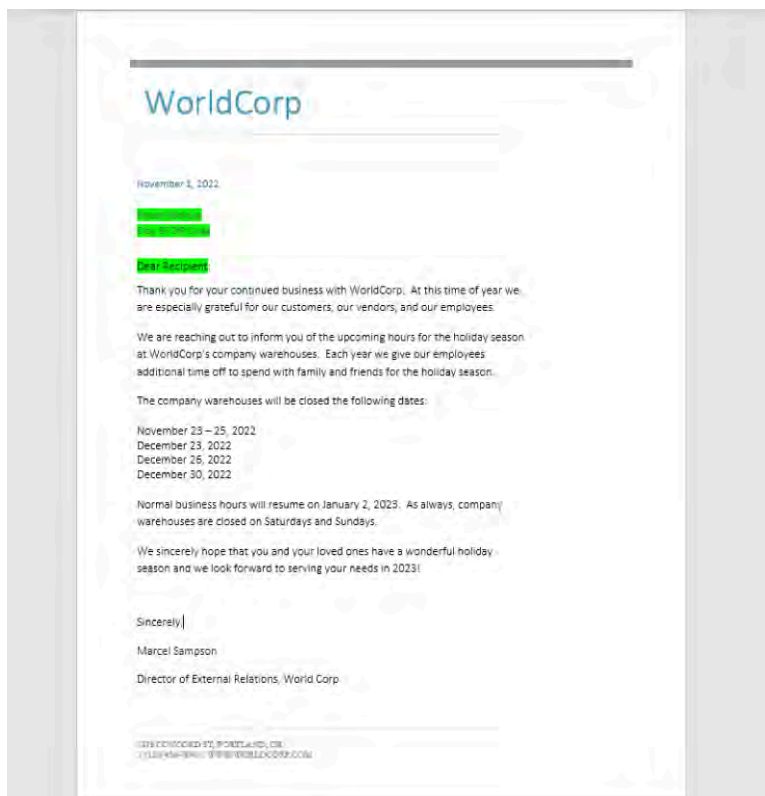 WorldCorp
November 1, 2022
Dear Recipient:
Thank you for your continued business with WorldCorp. At this time of year we
are especially grateful for our customers, our vendors, and our employees.
We are reaching out to inform you of the upcoming hours for the holiday season
at WorldCorp's company warehouses. Each year we give our employees
additional time off to spend with family and friends for the holiday season.
The company warehouses will be closed the following dates:
November 23 – 25, 2022
December 23, 2022
December 26, 2022
December 30, 2022
Normal business hours will resume on January 2, 2023. As always, company
warehouses are closed on Saturdays and Sundays.
We sincerely hope that you and your loved ones have a wonderful holiday
season and we look forward to serving your needs in 2023!
Sincerely,
Marcel Sampson
Director of External Relations, World Corp
CONCORD ST, PORTLAND, OR
WWW.WORLDCORP.COM